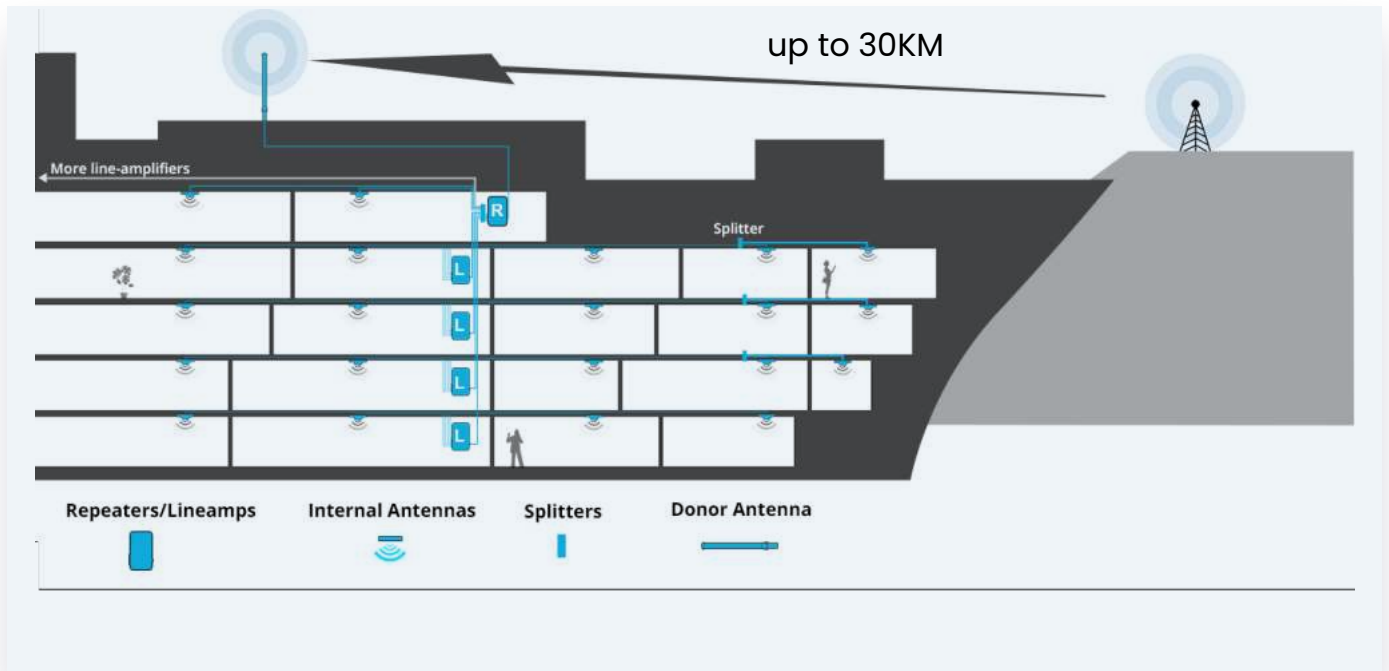 up to 30KM
More line-amplifiers
R
Splitter
L
L
L
L
Repeaters/Lineamps
Internal Antennas
Splitters
Donor Antenna